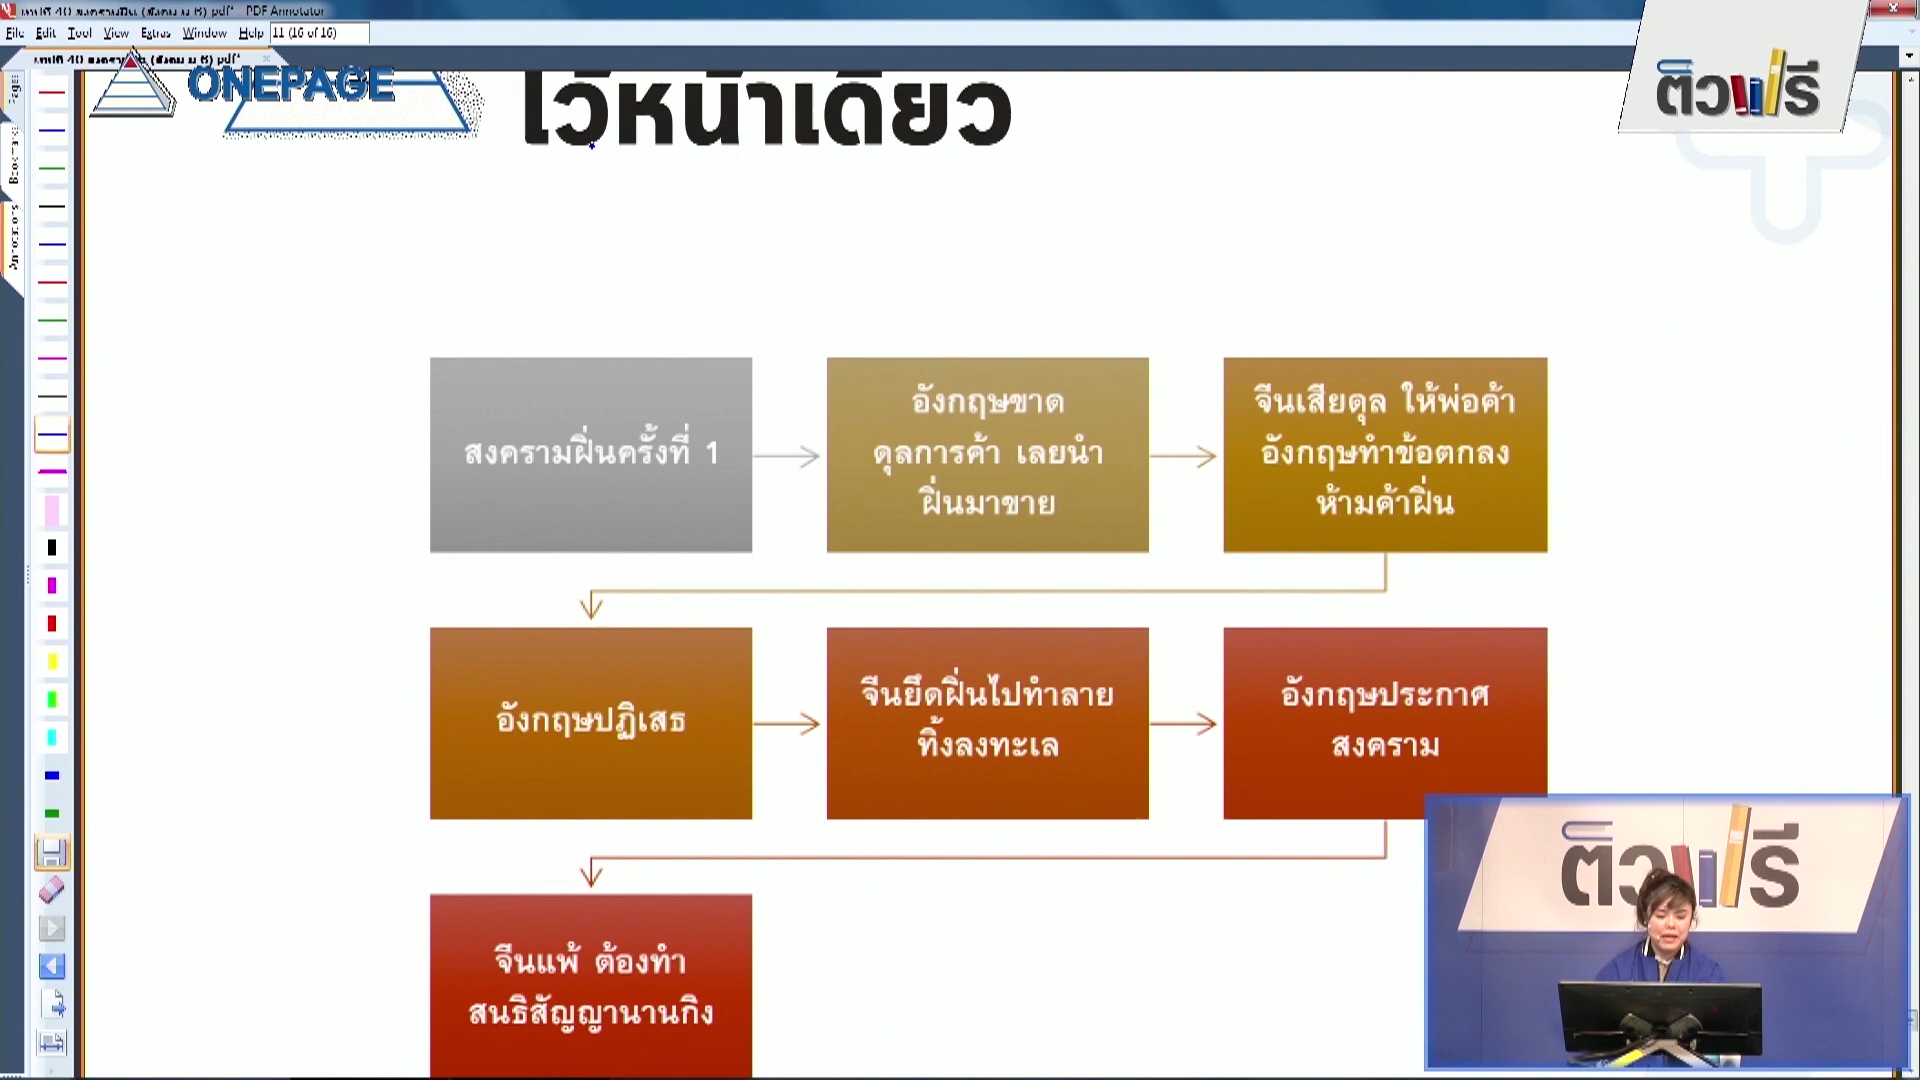 PDF Annotator
File Edit Tool View Extras Window Help 11 (16 of 16)
ONEPAGE
ไว้หน้าเดียว
ติวฟรี
สงครามฝิ่นครั้งที่ 1
อังกฤษขาด
ดุลการค้า เลยนำ
ฝิ่นมาขาย
จีนเสียดุล ให้พ่อค้า
อังกฤษทำข้อตกลง
ห้ามค้าฝิ่น
อังกฤษปฏิเสธ
จีนยึดฝิ่นไปทำลาย
ทิ้งลงทะเล
อังกฤษประกาศ
สงคราม
จีนแพ้ ต้องทำ
สนธิสัญญานานกิง
ติวฟรี